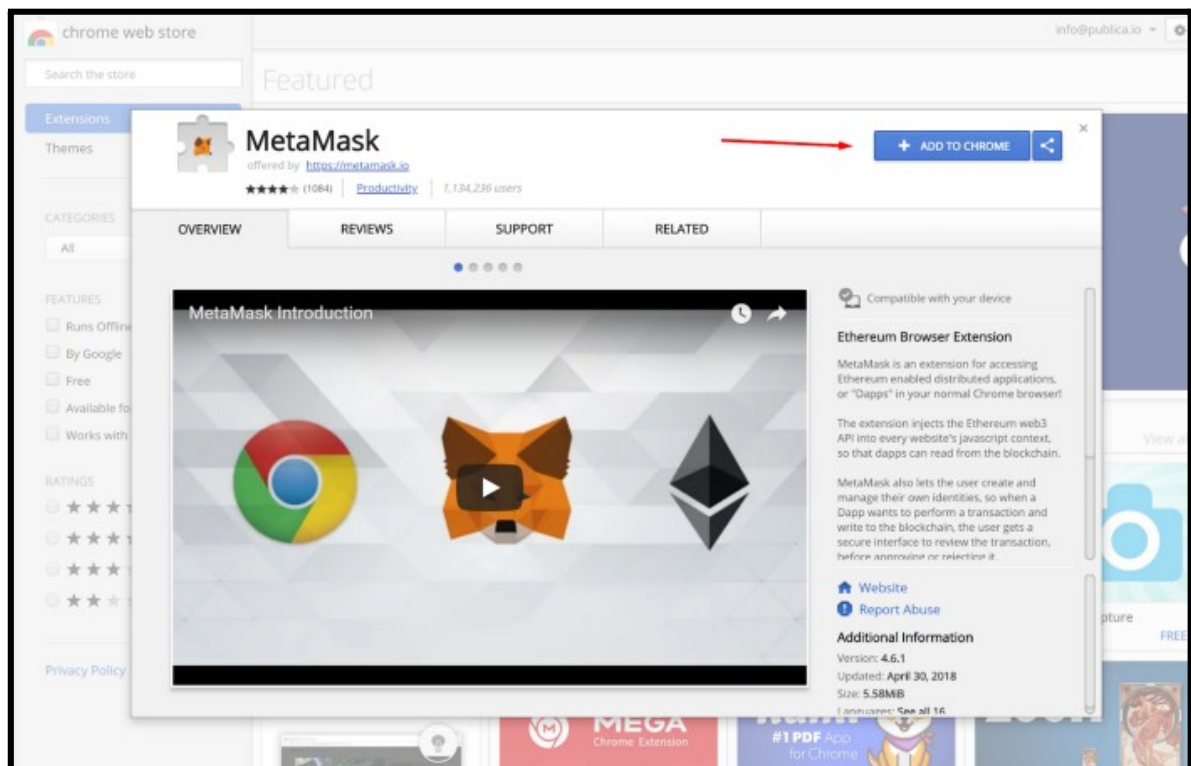 chrome web store
info@publica.io
Search the store
Featured
Extensions
Themes
MetaMask
offered by https://metamask.io
(1084) Productivity 1,134,236 users
ADD TO CHROME
CATEGORIES
All
OVERVIEW REVIEWS SUPPORT RELATED
FEATURES
Runs Offline
By Google
Free
Available fo
Works with
RATINGS
Privacy Policy
MetaMask Introduction
Compatible with your device
Ethereum Browser Extension
MetaMask is an extension for accessing
Ethereum enabled distributed applications,
or "Dapps" in your normal Chrome browser!
The extension injects the Ethereum web3
API into every website's javascript context,
so that dapps can read from the blockchain.
MetaMask also lets the user create and
manage their own identities, so when a
Dapp wants to perform a transaction and
write to the blockchain, the user gets a
secure interface to review the transaction,
before approving or rejecting it.
Website
Report Abuse
Additional Information
Version: 4.6.1
Updated: April 30, 2018
Size: 5.58MiB
Languages: See all 16
View a
pture
FREE
MEGA
Chrome Extension
#1 PDF App
for Chrome